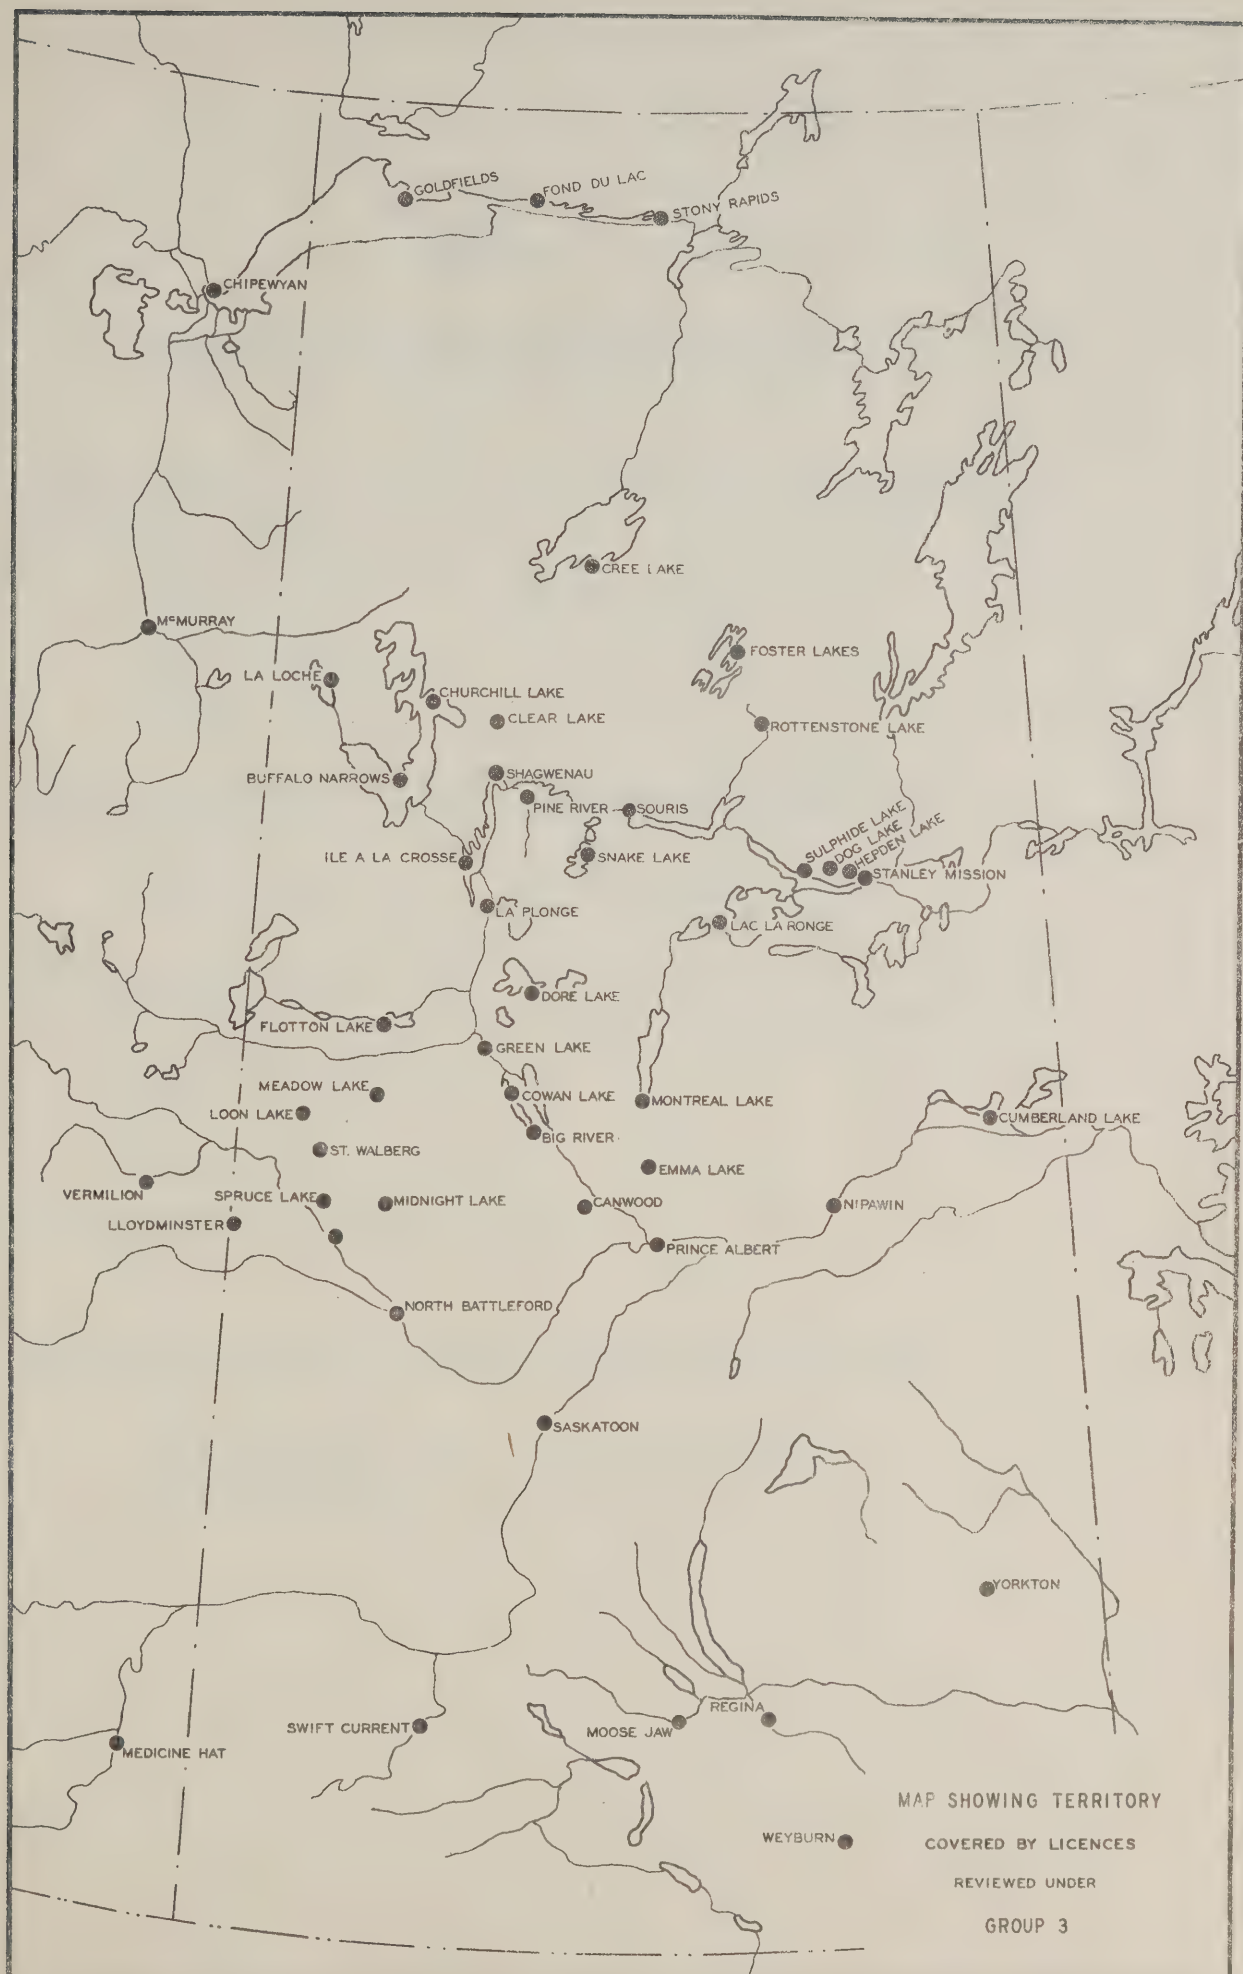 GOLDFIELDS
FOND DU LAC
STONY RAPIDS
CHIPEWYAN
CREE LAKE
McMURRAY
FOSTER LAKES
LA LOCHE
CHURCHILL LAKE
CLEAR LAKE
ROTTENSTONE LAKE
BUFFALO NARROWS
SHAGWENAU
PINE RIVER
SOURIS
SULPHIDE LAKE
DOG LAKE
HEPDEN LAKE
ILE A LA CROSSE
SNAKE LAKE
STANLEY MISSION
LA PLONGE
LAC LA RONGE
DORE LAKE
FLOTTON LAKE
GREEN LAKE
MEADOW LAKE
COWAN LAKE
MONTREAL LAKE
LOON LAKE
CUMBERLAND LAKE
BIG RIVER
ST. WALBERG
EMMA LAKE
VERMILION
SPRUCE LAKE
MIDNIGHT LAKE
CANWOOD
NIPAWIN
LLOYDMINSTER
PRINCE ALBERT
NORTH BATTLEFORD
SASKATOON
YORKTON
REGINA
SWIFT CURRENT
MOOSE JAW
MEDICINE HAT
WEYBURN
MAP SHOWING TERRITORY
COVERED BY LICENCES
REVIEWED UNDER
GROUP 3